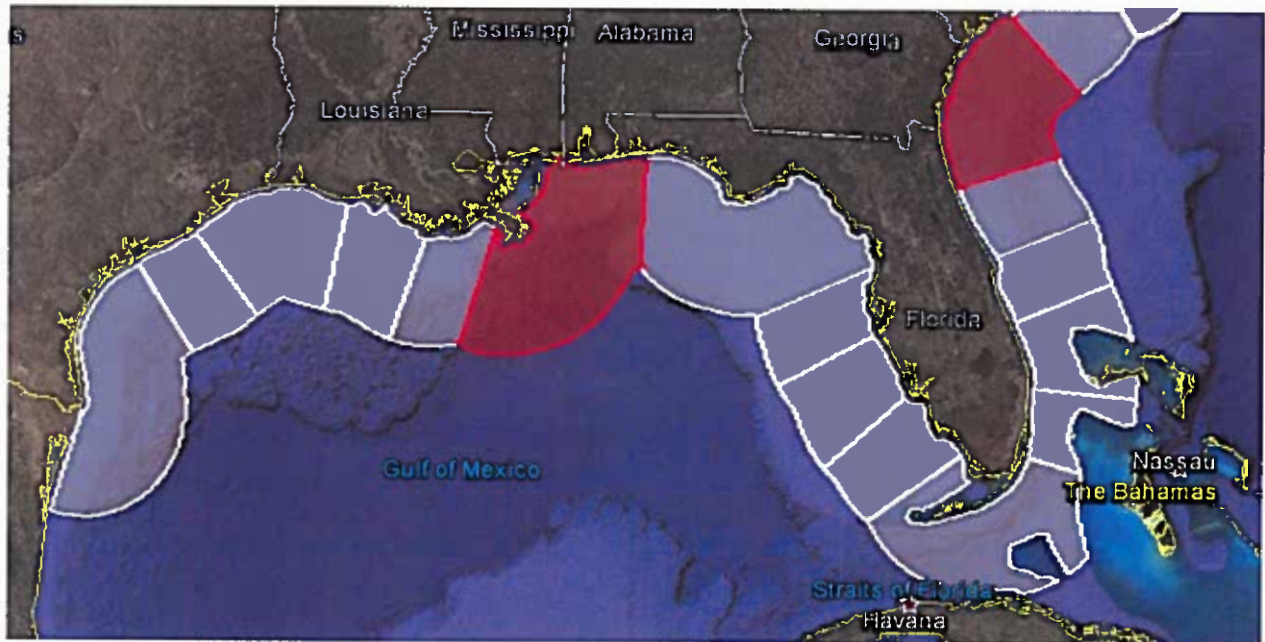 s
Mississippi
Alabama
Georgia
Louisiana
Florida
Gulf of Mexico
Nassau
The Bahamas
Straits of Florida
Havana